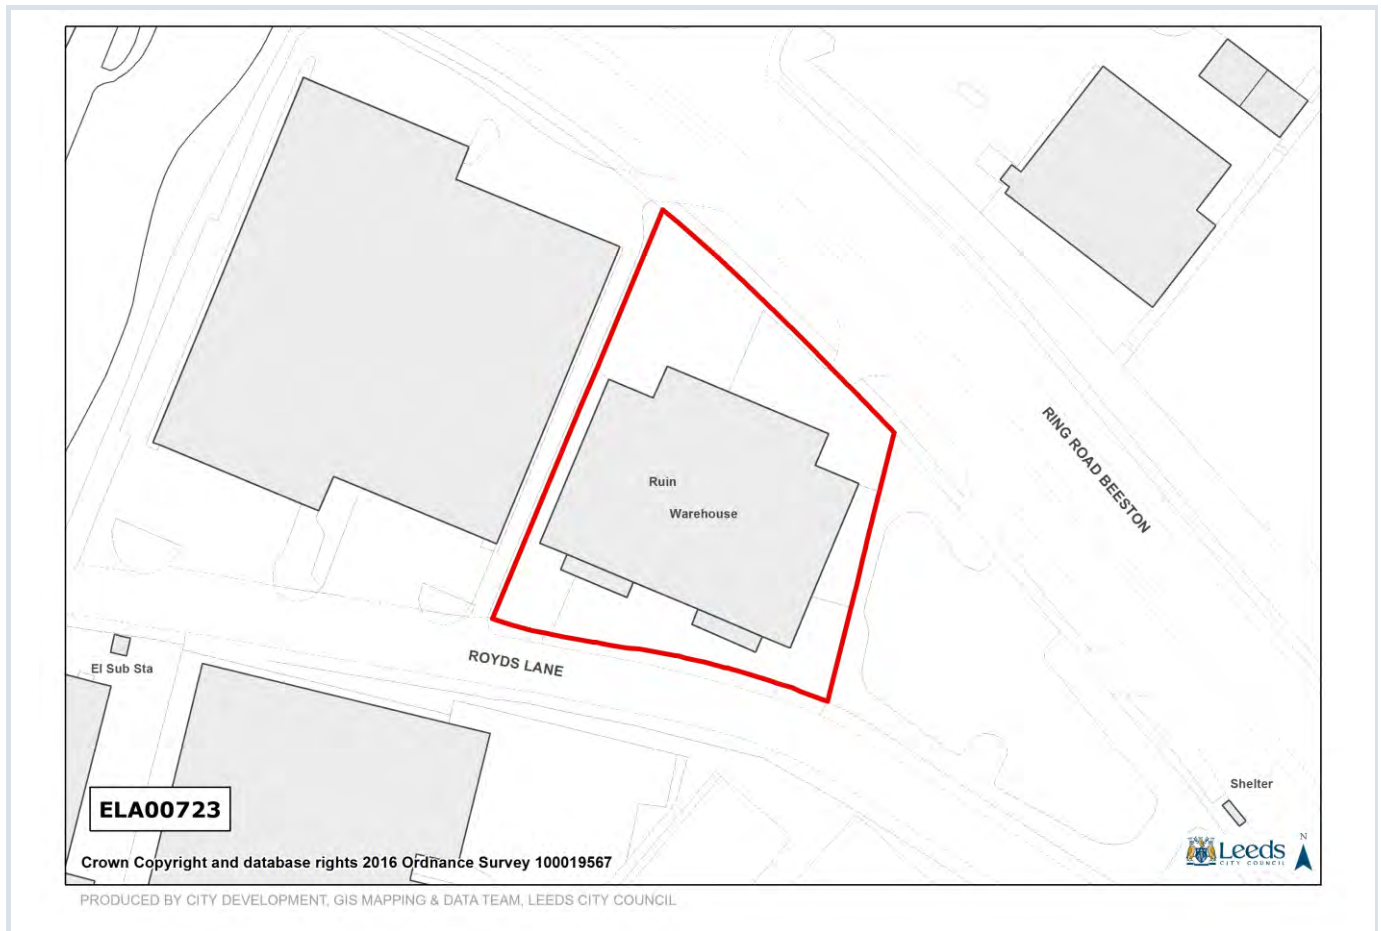 RING ROAD BEESTON
Ruin
Warehouse
ROYDS LANE
El Sub Sta
Shelter
ELA00723
Crown Copyright and database rights 2016 Ordnance Survey 100019567
Leeds
CITY COUNCIL
N
PRODUCED BY CITY DEVELOPMENT, GIS MAPPING & DATA TEAM, LEEDS CITY COUNCIL